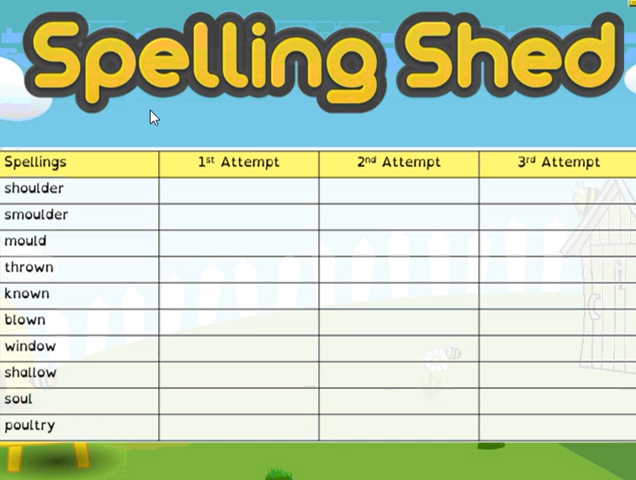 Spelling Shed
Spellings 1st Attempt 2nd Attempt 3rd Attempt
shoulder
smoulder
mould
thrown
known
blown
window
shallow
soul
poultry